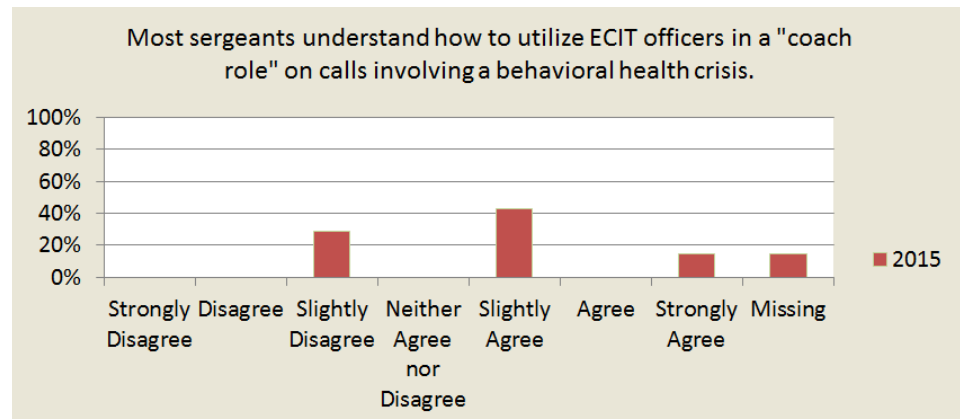 Most sergeants understand how to utilize ECIT officers in a "coach
role" on calls involving a behavioral health crisis.
100%
80%
60%
40%
20%
0%
2015
Strongly Disagree Slightly Neither Slightly Agree Strongly Missing
Disagree Disagree Agree Agree Agree
nor
Disagree